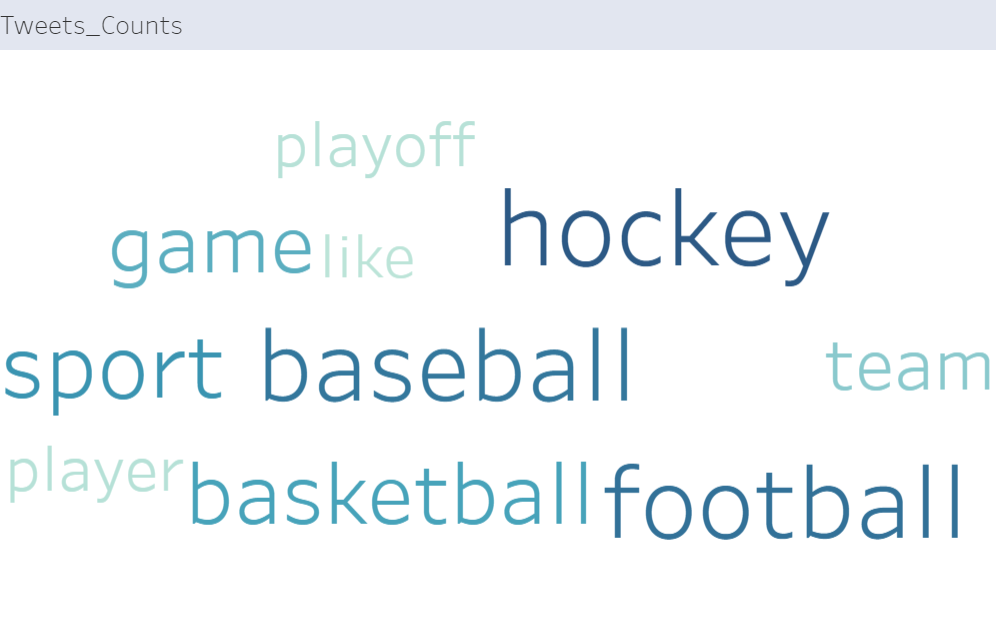 Tweets_Counts
playoff
hockey
game like
sport baseball team
player basketball football